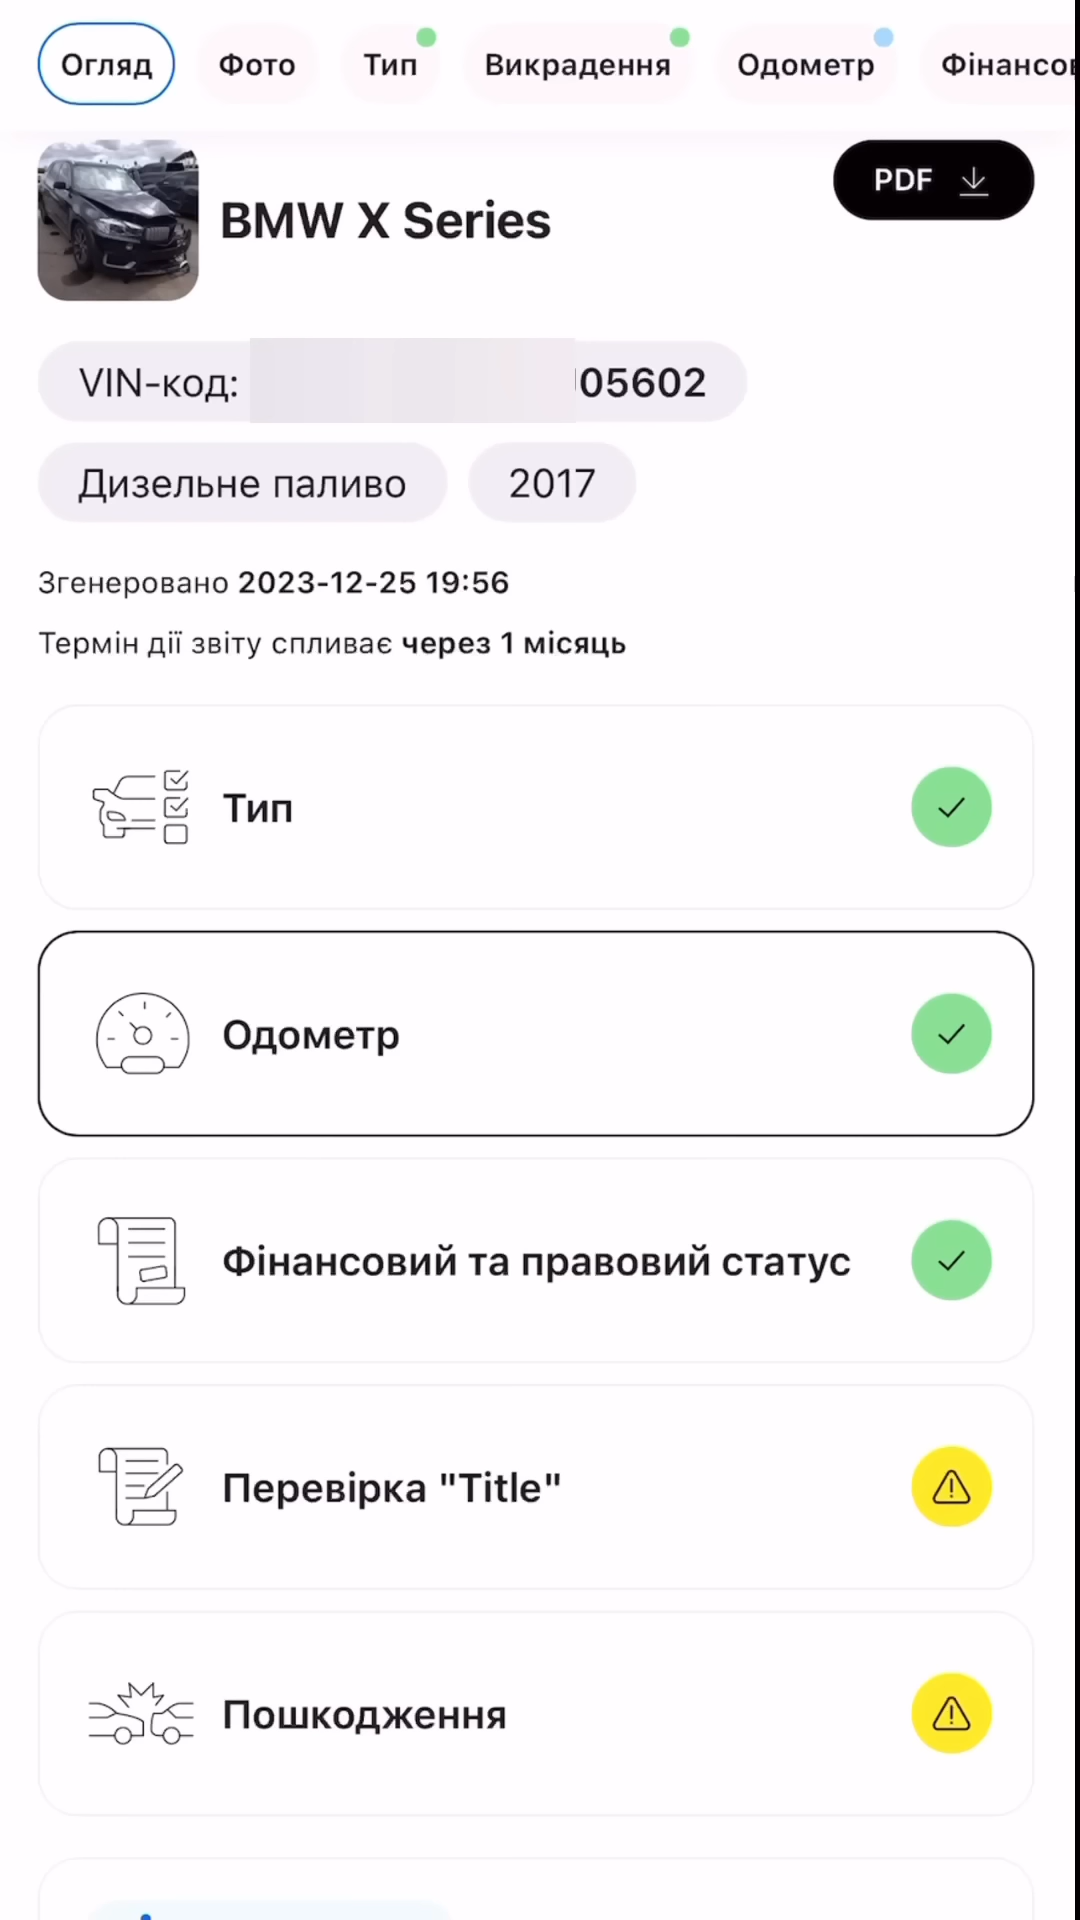 Огляд Фото Тип Викрадення Одометр
BMW X Series
PDF
VIN-код: 05602
Дизельне паливо 2017
Згенеровано 2023-12-25 19:56
Термін дії звіту спливає через 1 місяць
Тип
Одометр
Фінансовий та правовий статус
Перевірка "Title"
Пошкодження